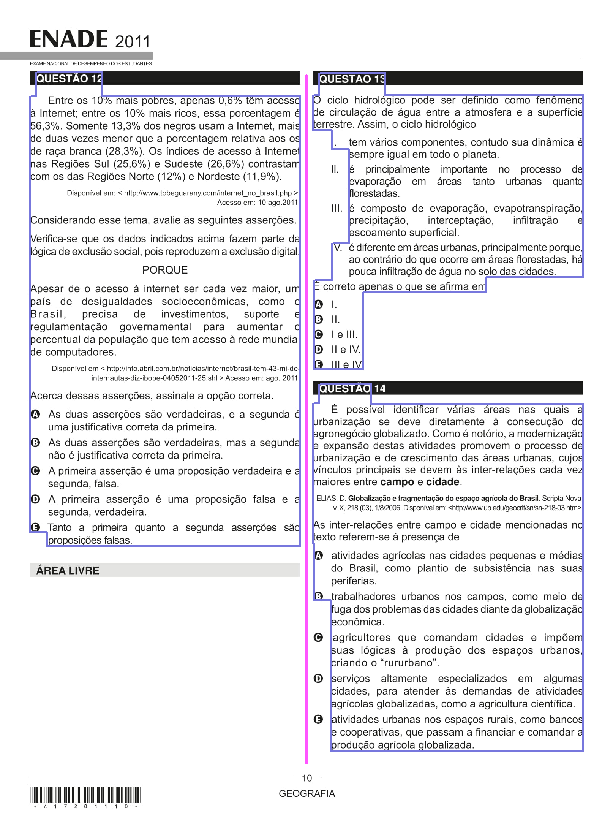 ENADE 2011
EXAME NACIONAL DE DESEMPENHO DOS ESTUDANTES
QUESTÃO 12
Entre os 10% mais pobres, apenas 0,6% têm acesso
à Internet; entre os 10% mais ricos, essa porcentagem é
56,3%. Somente 13,3% dos negros usam a Internet, mais
de duas vezes menor que a porcentagem relativa aos
de raça branca (28,3%). Os índices de acesso à Internet
nas Regiões Sul (25,6%) e Sudeste (26,6%) contrastam
com os das Regiões Norte (12%) e Nordeste (11,9%).
Disponível em: < http://www.
Acesso em: 10 ago.2011
Considerando esse tema, avalie as seguintes asserções.
Verifica-se que os dados indicados acima fazem parte da
lógica de exclusão social, pois reproduzem a exclusão digital.
PORQUE
Apesar de o acesso à internet ser cada vez maior, um
país de desigualdades socioeconômicas, como o
Brasil, precisa de investimentos, suporte e
regulamentação governamental para aumentar o
percentual da população que tem acesso à rede mundial
de computadores.
Disponível em < http://info.abril.com.br/noticias/internet/brasil-tem-43-mi-de-
internautas-diz-ibope-04052011-25.shl > Acesso em: ago. 2011.
Acerca dessas asserções, assinale a opção correta.
A As duas asserções são verdadeiras, e a segunda é
uma justificativa correta da primeira.
B As duas asserções são verdadeiras, mas a segunda
não é justificativa correta da primeira.
C A primeira asserção é uma proposição verdadeira e a
segunda, falsa.
D A primeira asserção é uma proposição falsa e a
segunda, verdadeira.
E Tanto a primeira quanto a segunda asserções são
proposições falsas.
ÁREA LIVRE
QUESTÃO 13
O ciclo hidrológico pode ser definido como fenômeno
de circulação de água entre a atmosfera e a superfície
terrestre. Assim, o ciclo hidrológico
I. tem vários componentes, contudo sua dinâmica é
sempre igual em todo o planeta.
II. é principalmente importante no processo de
evaporação em áreas tanto urbanas quanto
florestadas.
III. é composto de evaporação, evapotranspiração,
precipitação, interceptação, infiltração e
escoamento superficial.
IV. é diferente em áreas urbanas, principalmente porque,
ao contrário do que ocorre em áreas florestadas, há
pouca infiltração de água no solo das cidades.
É correto apenas o que se afirma em
A I.
B II.
C I e III.
D II e IV.
E III e IV.
QUESTÃO 14
É possível identificar várias áreas nas quais a
urbanização se deve diretamente à consecução do
agronegócio globalizado. Como é notório, a modernização
e expansão destas atividades promovem o processo de
urbanização e de crescimento das áreas urbanas, cujos
vínculos principais se devem às inter-relações cada vez
maiores entre campo e cidade.
ELIAS, D. Globalização e fragmentação do espaço agrícola do Brasil. Scripta Nova.
v. X, 218 (03), 1/8/2006. Disponível em: <http://www.ub.edu/geocrit/sn/sn-218-03.htm>
As inter-relações entre campo e cidade mencionadas no
texto referem-se à presença de
A atividades agrícolas nas cidades pequenas e médias
do Brasil, como plantio de subsistência nas suas
periferias.
B trabalhadores urbanos nos campos, como meio de
fuga dos problemas das cidades diante da globalização
econômica.
C agricultores que comandam cidades e impõem
suas lógicas à produção dos espaços urbanos,
criando o “rururbano”.
D serviços altamente especializados em algumas
cidades, para atender às demandas de atividades
agrícolas globalizadas, como a agricultura científica.
E atividades urbanas nos espaços rurais, como bancos
e cooperativas, que passam a financiar e comandar a
produção agrícola globalizada.
10
GEOGRAFIA